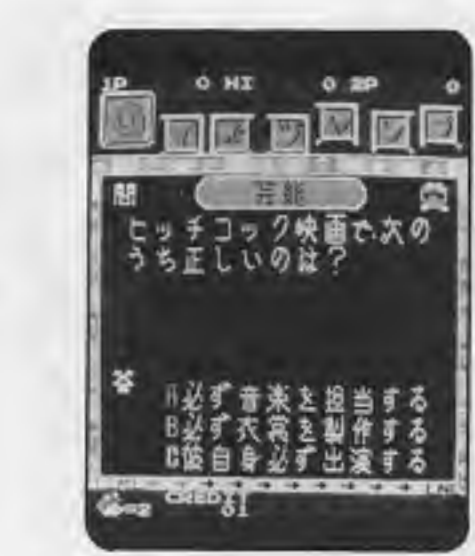 1P 0 HI 0 2P 0
問 芸能
ヒッチコック映画で次の
うち正しいのは?
答
A必ず音楽を担当する
B必ず衣裳を製作する
C彼自身必ず出演する
CREDIT
01